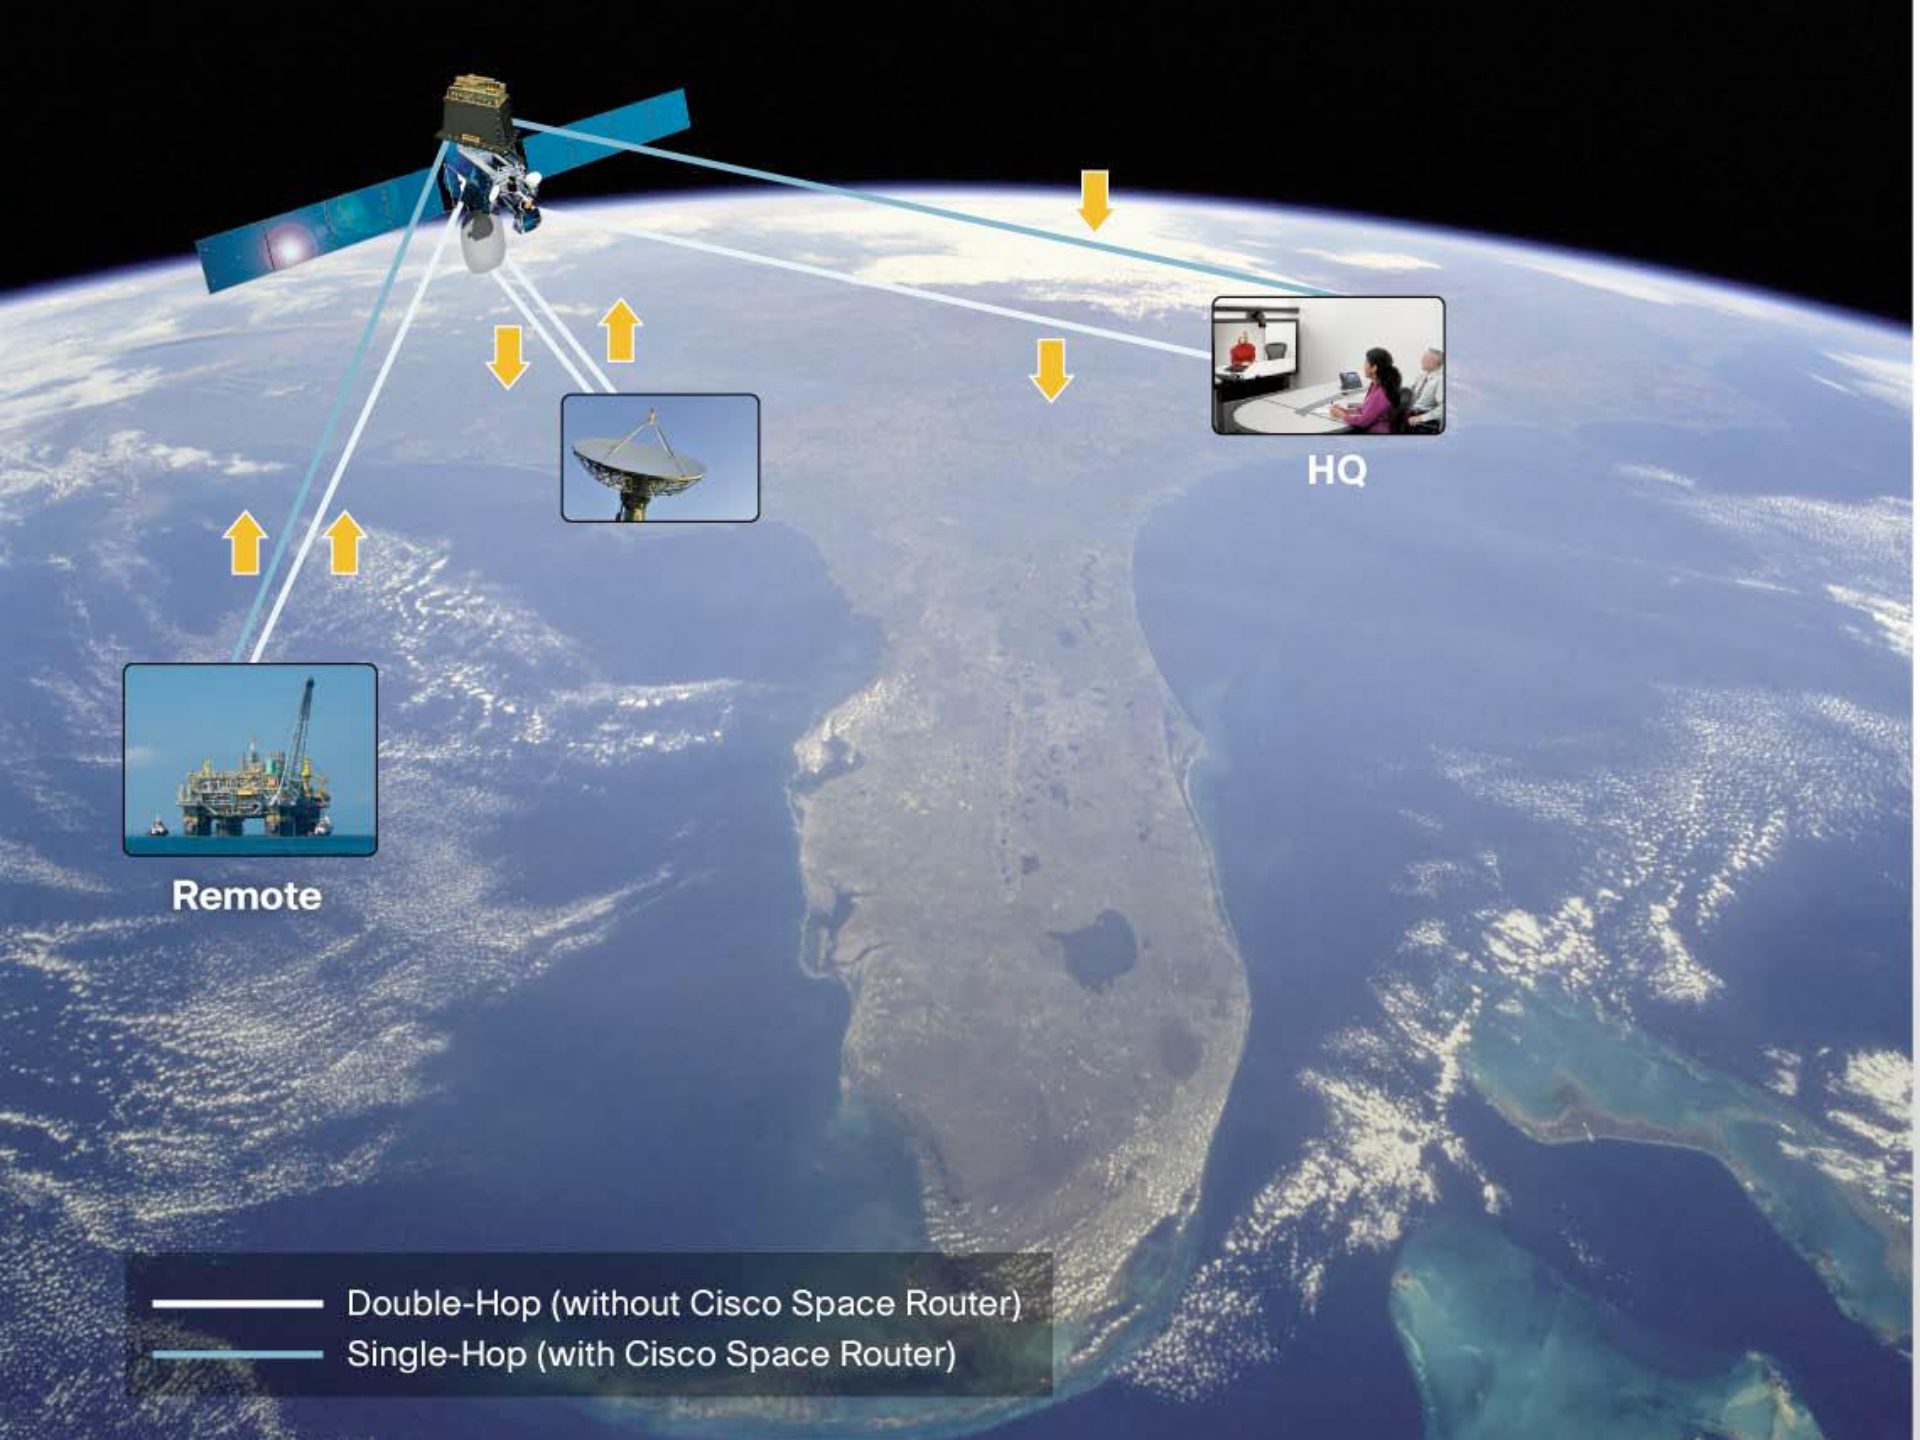 HQ
Remote
Double-Hop (without Cisco Space Router)
Single-Hop (with Cisco Space Router)